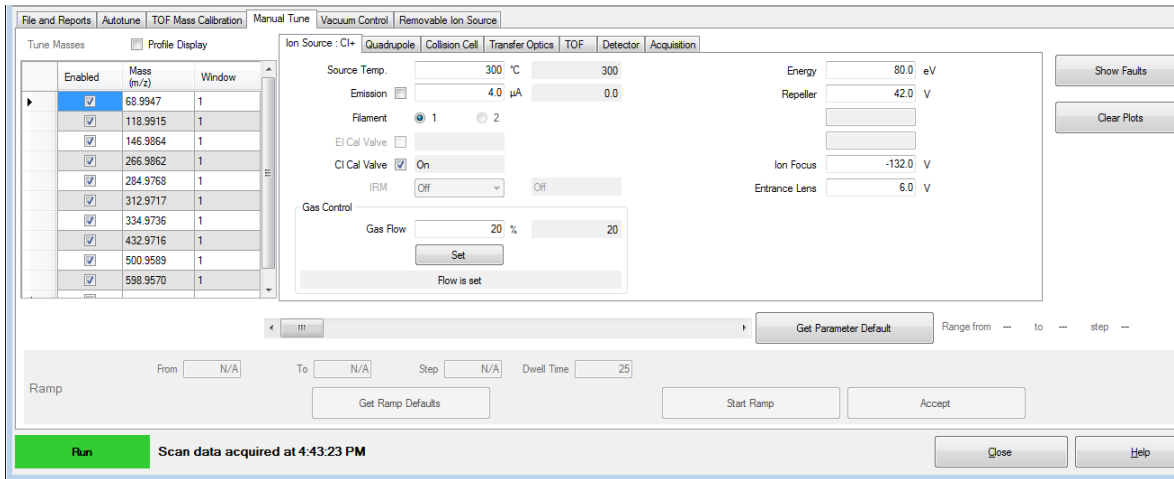 File and Reports Autotune TOF Mass Calibration Manual Tune Vacuum Control Removable Ion Source
Tune Masses Profile Display
Enabled Mass (m/z) Window
68.9947 1
118.9915 1
146.9864 1
266.9862 1
284.9768 1
312.9717 1
334.9736 1
432.9716 1
500.9589 1
598.9570 1
Ion Source : CI+ Quadrupole Collision Cell Transfer Optics TOF Detector Acquisition
Source Temp. 300 °C 300
Emission 4.0 µA 0.0
Filament 1 2
EI Cal Valve
CI Cal Valve On
IRM Off Off
Gas Control
Gas Flow 20 % 20
Set
Flow is set
Energy 80.0 eV
Repeller 42.0 V
Ion Focus -132.0 V
Entrance Lens 6.0 V
Show Faults
Clear Plots
Get Parameter Default Range from --- to --- step ---
Ramp
From N/A To N/A Step N/A Dwell Time 25
Get Ramp Defaults Start Ramp Accept
Run Scan data acquired at 4:43:23 PM Close Help